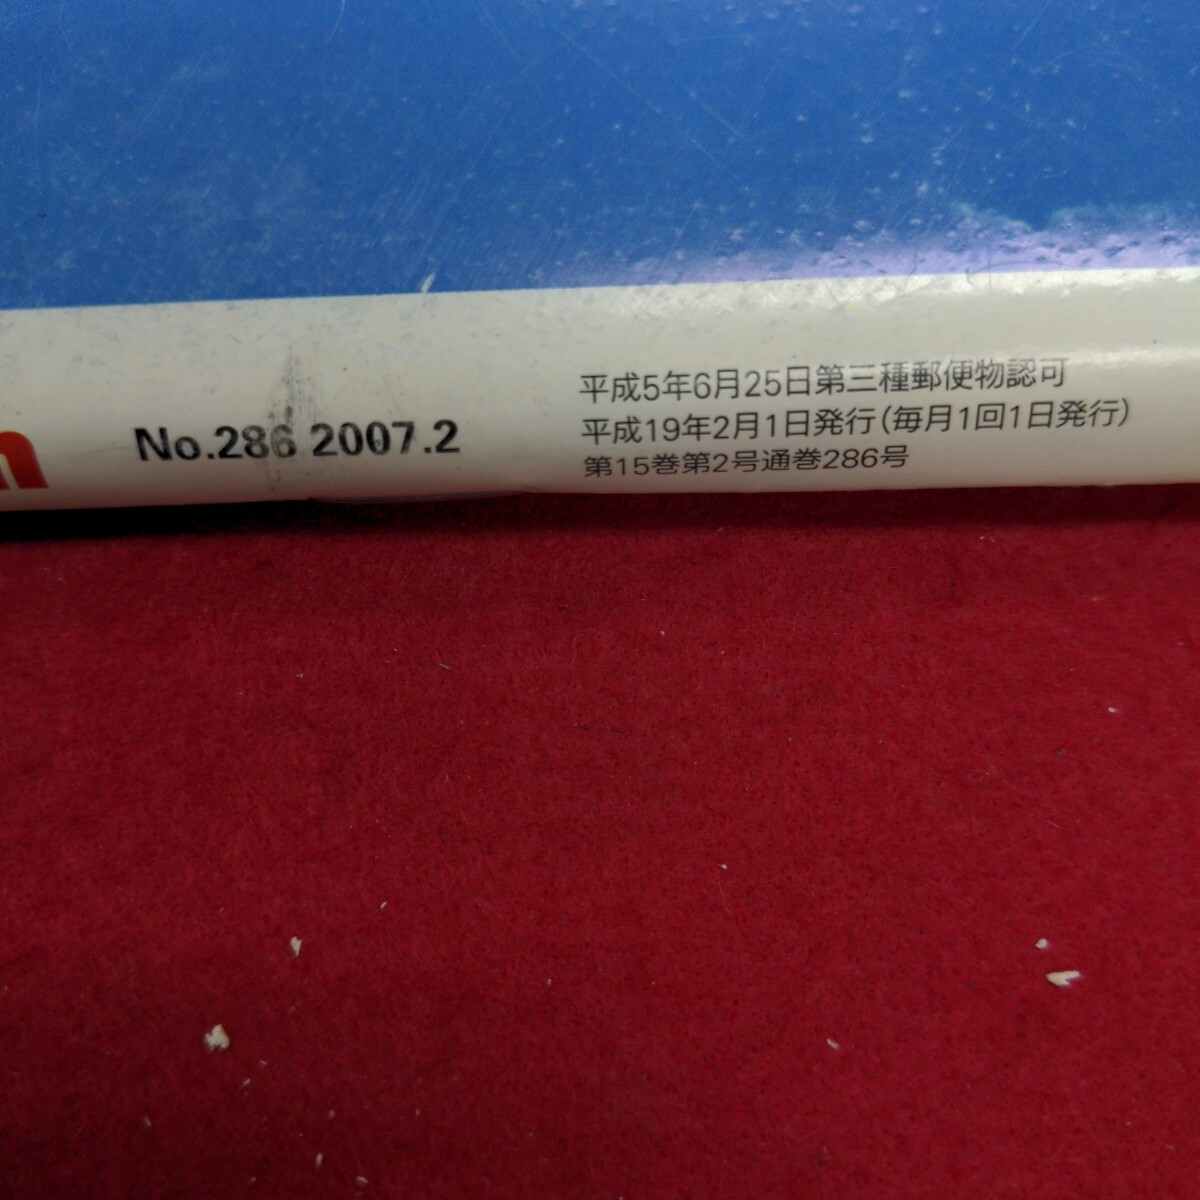 No.286 2007.2
平成5年6月25日第三種郵便物認可
平成19年2月1日発行(毎月1回1日発行)
第15巻第2号通巻286号